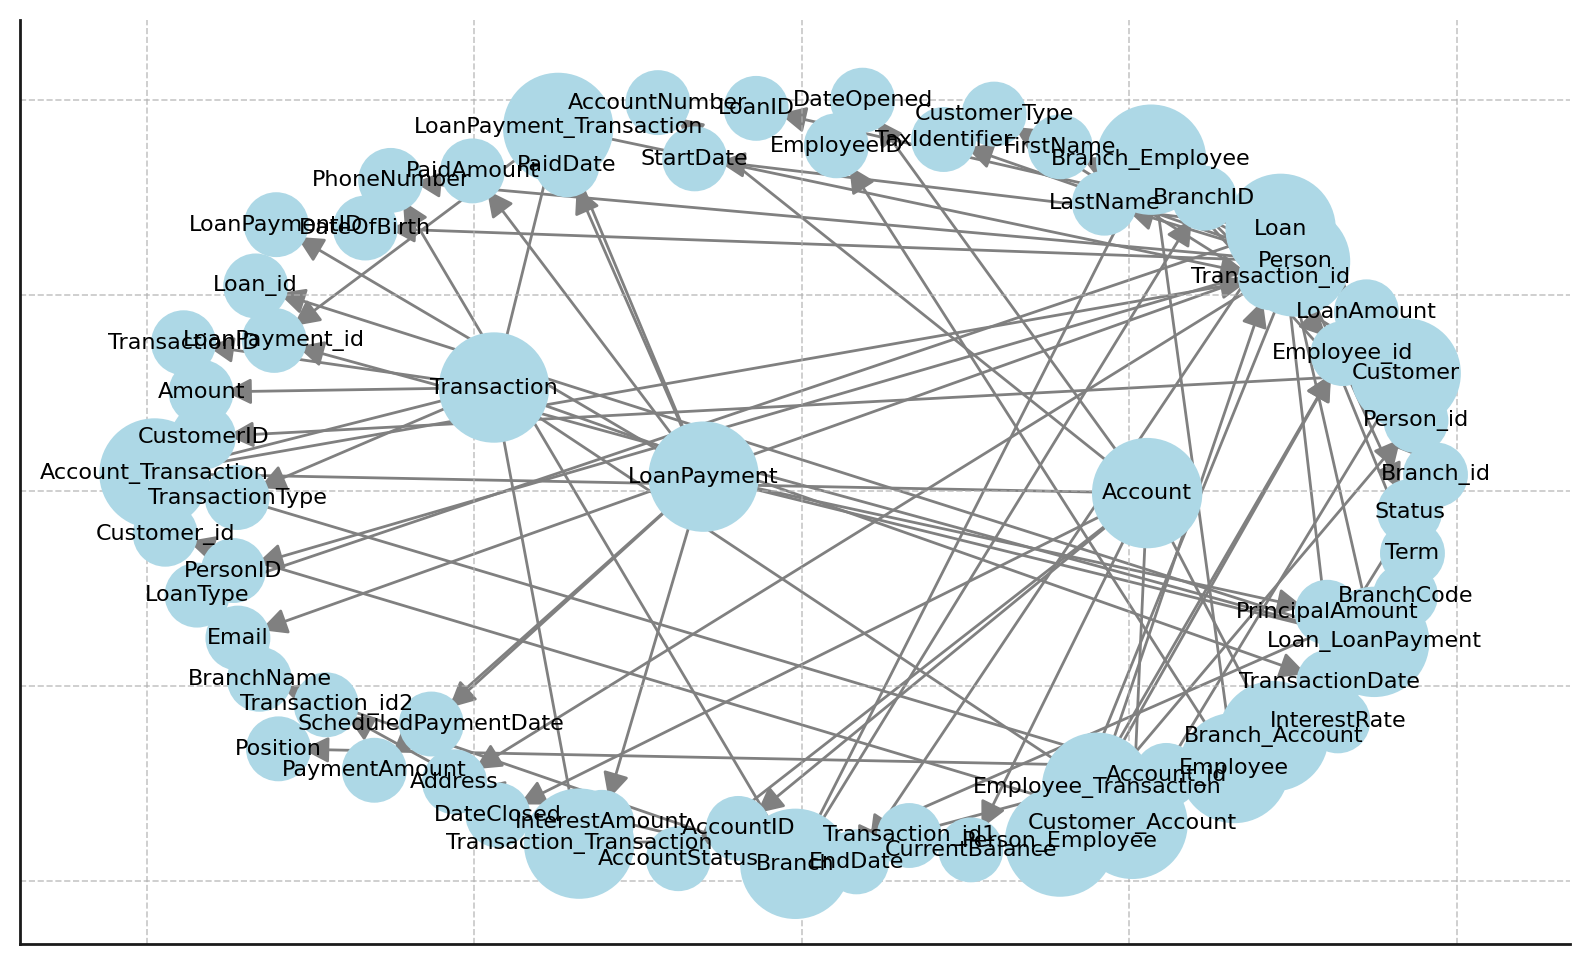 AccountNumber
LoanID
DateOpened
CustomerType
LoanPayment_Transaction
EmployeeID
TaxIdentifier
FirstName
StartDate
PaidDate
PaidAmount
Branch_Employee
PhoneNumber
BranchID
LastName
LoanPaymentID
DateOfBirth
Loan
Person
Transaction_id
Loan_id
LoanAmount
TransactionID
LoanPayment_id
Employee_id
Customer
Transaction
Amount
Person_id
CustomerID
Account_Transaction
LoanPayment
Branch_id
Account
TransactionType
Status
Customer_id
Term
PersonID
LoanType
BranchCode
PrincipalAmount
Email
Loan_LoanPayment
BranchName
TransactionDate
Transaction_id2
ScheduledPaymentDate
InterestRate
Branch_Account
Position
PaymentAmount
Employee
Address
Account_id
Employee_Transaction
DateClosed
InterestAmount
AccountID
Customer_Account
Transaction_id1
Transaction_Transaction
Person_Employee
CurrentBalance
AccountStatus
Branch
EndDate